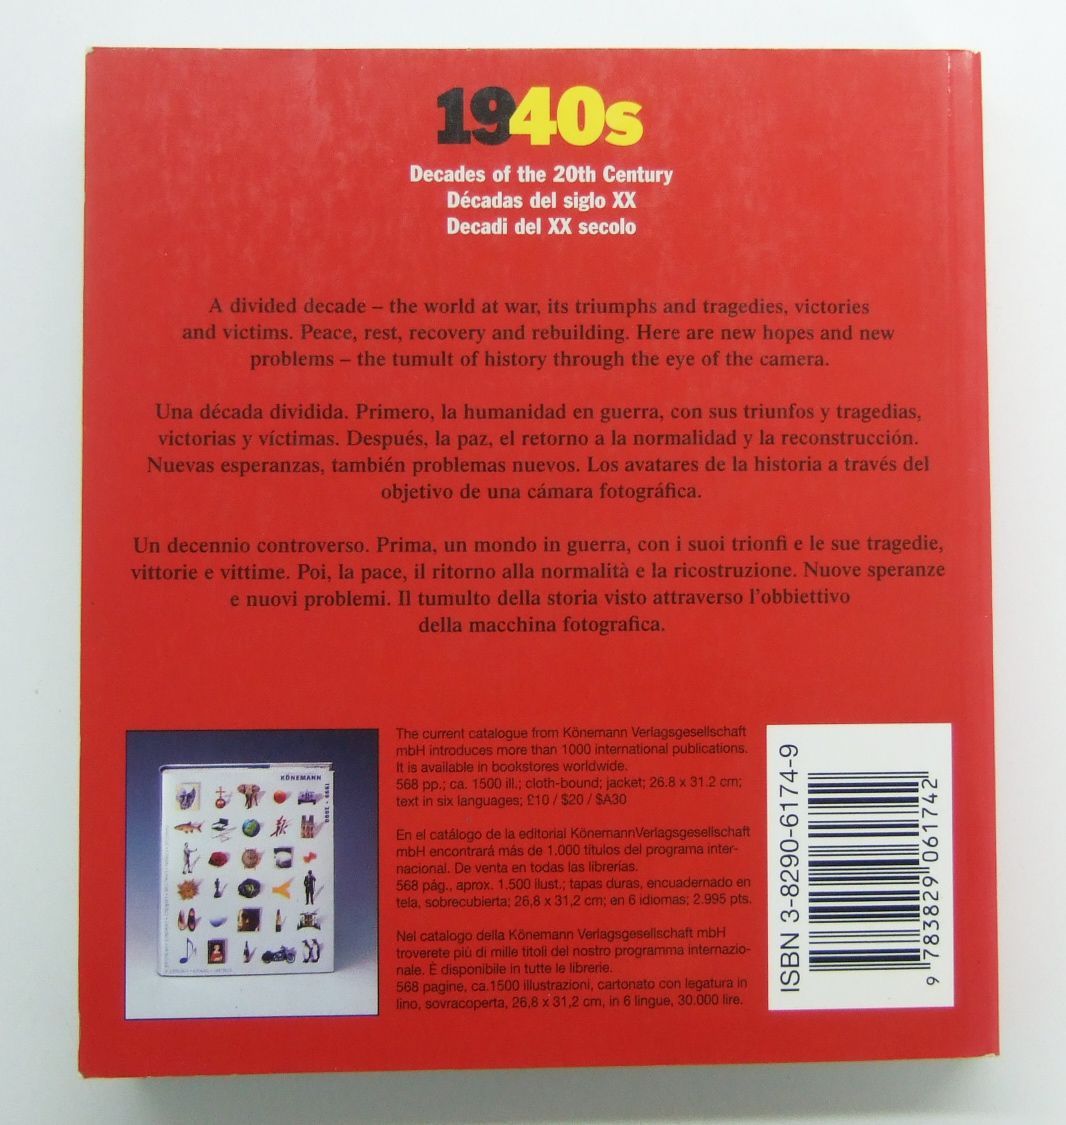 1940s
Decades of the 20th Century
Décadas del siglo XX
Decadi del XX secolo
A divided decade – the world at war, its triumphs and tragedies, victories
and victims. Peace, rest, recovery and rebuilding. Here are new hopes and new
problems – the tumult of history through the eye of the camera.
Una década dividida. Primero, la humanidad en guerra, con sus triunfos y tragedias,
victorias y víctimas. Después, la paz, el retorno a la normalidad y la reconstrucción.
Nuevas esperanzas, también problemas nuevos. Los avatares de la historia a través del
objetivo de una cámara fotográfica.
Un decennio controverso. Prima, un mondo in guerra, con i suoi trionfi e le sue tragedie,
vittorie e vittime. Poi, la pace, il ritorno alla normalità e la ricostruzione. Nuove speranze
e nuovi problemi. Il tumulto della storia visto attraverso l'obbiettivo
della macchina fotografica.
KÖNEMANN
1999 · 2000
The current catalogue from Könemann Verlagsgesellschaft
mbH introduces more than 1000 international publications.
It is available in bookstores worldwide.
568 pp.; ca. 1500 ill.; cloth-bound; jacket; 26.8 x 31.2 cm;
text in six languages; £10 / $20 / $A30
En el catálogo de la editorial KönemannVerlagsgesellschaft
mbH encontrará más de 1.000 títulos del programa inter-
nacional. De venta en todas las librerías.
568 pág., aprox. 1.500 ilust.; tapas duras, encuadernado en
tela, sobrecubierta; 26,8 x 31,2 cm; en 6 idiomas; 2.995 pts.
Nel catalogo della Könemann Verlagsgesellschaft mbH
troverete più di mille titoli del nostro programma internazio-
nale. É disponibile in tutte le librerie.
568 pagine, ca.1500 illustrazioni, cartonato con legatura in
lino, sovracoperta, 26,8 x 31,2 cm, in 6 lingue, 30.000 lire.
ISBN 3-8290-6174-9
9 783829 061742